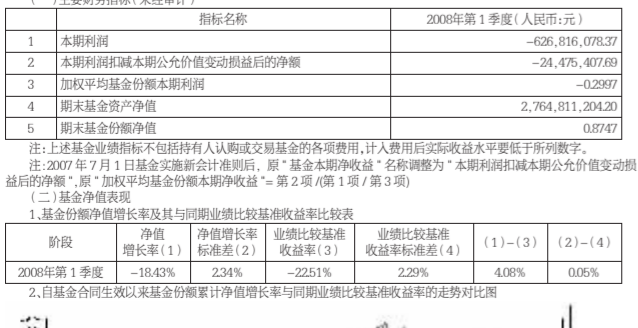 (一)主要财务指标(未经审计)
指标名称 2008年第1季度(人民币:元)
1 本期利润 -626,816,078.37
2 本期利润扣减本期公允价值变动损益后的净额 -24,475,407.69
3 加权平均基金份额本期利润 -0.2997
4 期末基金资产净值 2,764,811,204.20
5 期末基金份额净值 0.8747
注:上述基金业绩指标不包括持有人认购或交易基金的各项费用,计入费用后实际收益水平要低于所列数字。
注:2007年7月1日基金实施新会计准则后,原"基金本期净收益"名称调整为"本期利润扣减本期公允价值变动损
益后的净额",原"加权平均基金份额本期净收益"=第2项/(第1项/第3项)
(二)基金净值表现
1、基金份额净值增长率及其与同期业绩比较基准收益率比较表
阶段 净值增长率(1) 净值增长率标准差(2) 业绩比较基准收益率(3) 业绩比较基准收益率标准差(4) (1)-(3) (2)-(4)
2008年第1季度 -18.43% 2.34% -22.51% 2.29% 4.08% 0.05%
2、自基金合同生效以来基金份额累计净值增长率与同期业绩比较基准收益率的走势对比图